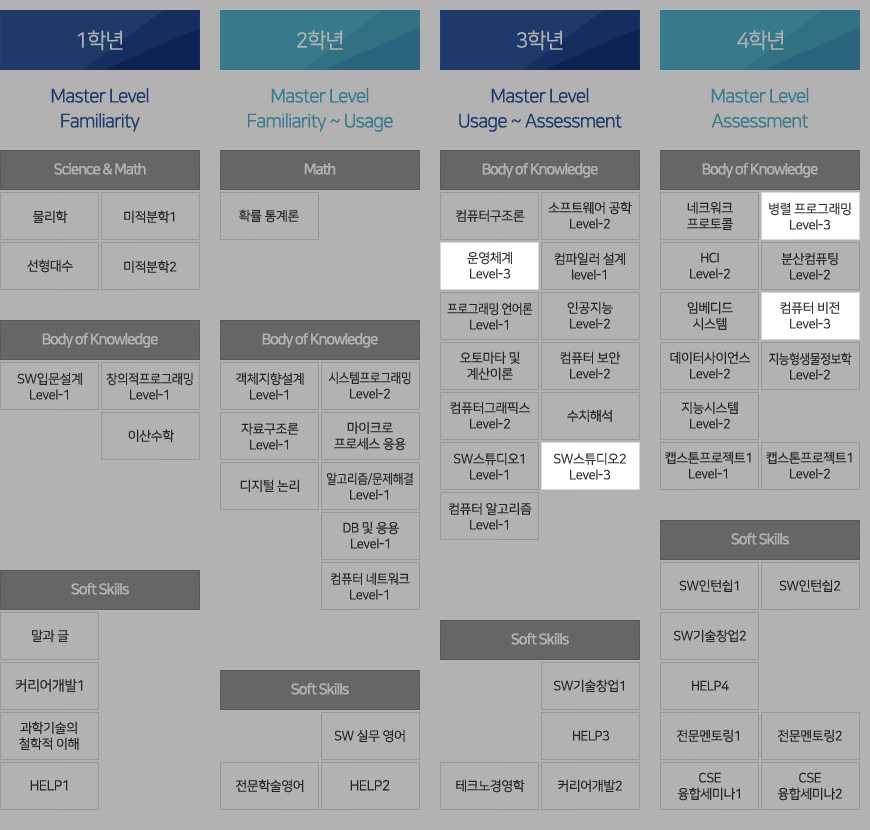 1학년
2학년
3학년
4학년
Master Level
Familiarity
Master Level
Familiarity ~ Usage
Master Level
Usage ~ Assessment
Master Level
Assessment
Science & Math
물리학
미적분학1
선형대수
미적분학2
Body of Knowledge
SW입문설계
Level-1
창의적프로그래밍
Level-1
이산수학
Soft Skills
말과 글
커리어개발1
과학기술의
철학적 이해
HELP1
Math
확률 통계론
Body of Knowledge
객체지향설계
Level-1
시스템프로그래밍
Level-2
자료구조론
Level-1
마이크로
프로세스 응용
디지털 논리
알고리즘/문제해결
Level-1
DB 및 응용
Level-1
컴퓨터 네트워크
Level-1
Soft Skills
SW 실무 영어
전문학술영어
HELP2
Body of Knowledge
컴퓨터구조론
소프트웨어 공학
Level-2
운영체계
Level-3
컴파일러 설계
level-1
프로그래밍 언어론
Level-1
인공지능
Level-2
오토마타 및
계산이론
컴퓨터 보안
Level-2
컴퓨터그래픽스
Level-2
수치해석
SW스튜디오1
Level-1
SW스튜디오2
Level-3
컴퓨터 알고리즘
Level-1
Soft Skills
SW기술창업1
HELP3
테크노경영학
커리어개발2
Body of Knowledge
네크워크
프로토콜
병렬 프로그래밍
Level-3
HCI
Level-2
분산컴퓨팅
Level-2
임베디드
시스템
컴퓨터 비전
Level-3
데이터사이언스
Level-2
지능형생물정보학
Level-2
지능시스템
Level-2
캡스톤프로젝트1
Level-1
캡스톤프로젝트1
Level-2
Soft Skills
SW인턴쉽1
SW인턴쉽2
SW기술창업2
HELP4
전문멘토링1
전문멘토링2
CSE
융합세미나1
CSE
융합세미나2